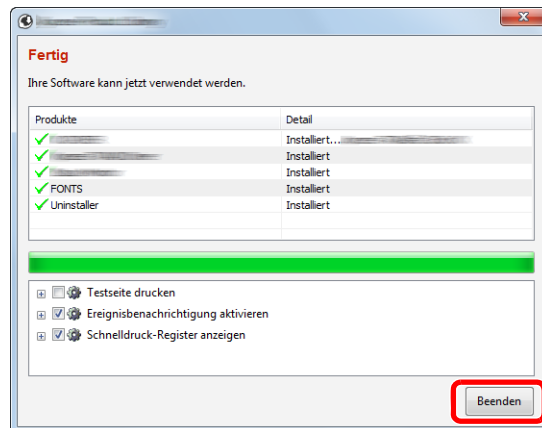 Fertig
Ihre Software kann jetzt verwendet werden.
Produkte Detail
Installiert...
Installiert
Installiert
FONTS Installiert
Uninstaller Installiert
Testseite drucken
Ereignisbenachrichtigung aktivieren
Schnelldruck-Register anzeigen
Beenden